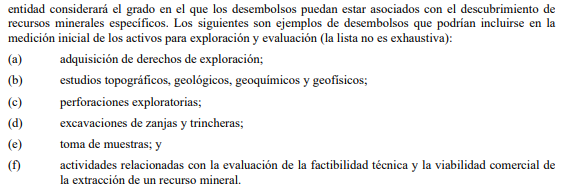 entidad considerará el grado en el que los desembolsos puedan estar asociados con el descubrimiento de
recursos minerales específicos. Los siguientes son ejemplos de desembolsos que podrían incluirse en la
medición inicial de los activos para exploración y evaluación (la lista no es exhaustiva):
(a) adquisición de derechos de exploración;
(b) estudios topográficos, geológicos, geoquímicos y geofísicos;
(c) perforaciones exploratorias;
(d) excavaciones de zanjas y trincheras;
(e) toma de muestras; y
(f) actividades relacionadas con la evaluación de la factibilidad técnica y la viabilidad comercial de
la extracción de un recurso mineral.